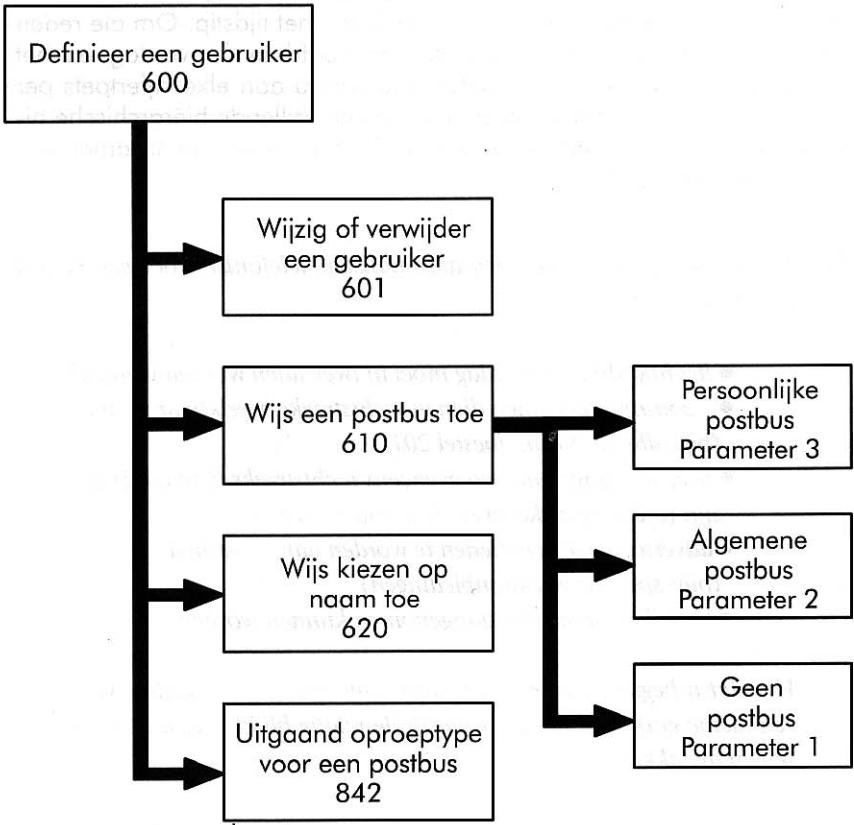 Definieer een gebruiker
600
Wijzig of verwijder
een gebruiker
601
Wijs een postbus toe
610
Persoonlijke
postbus
Parameter 3
Algemene
postbus
Parameter 2
Wijs kiezen op
naam toe
620
Geen
postbus
Parameter 1
Uitgaand oproeptype
voor een postbus
842